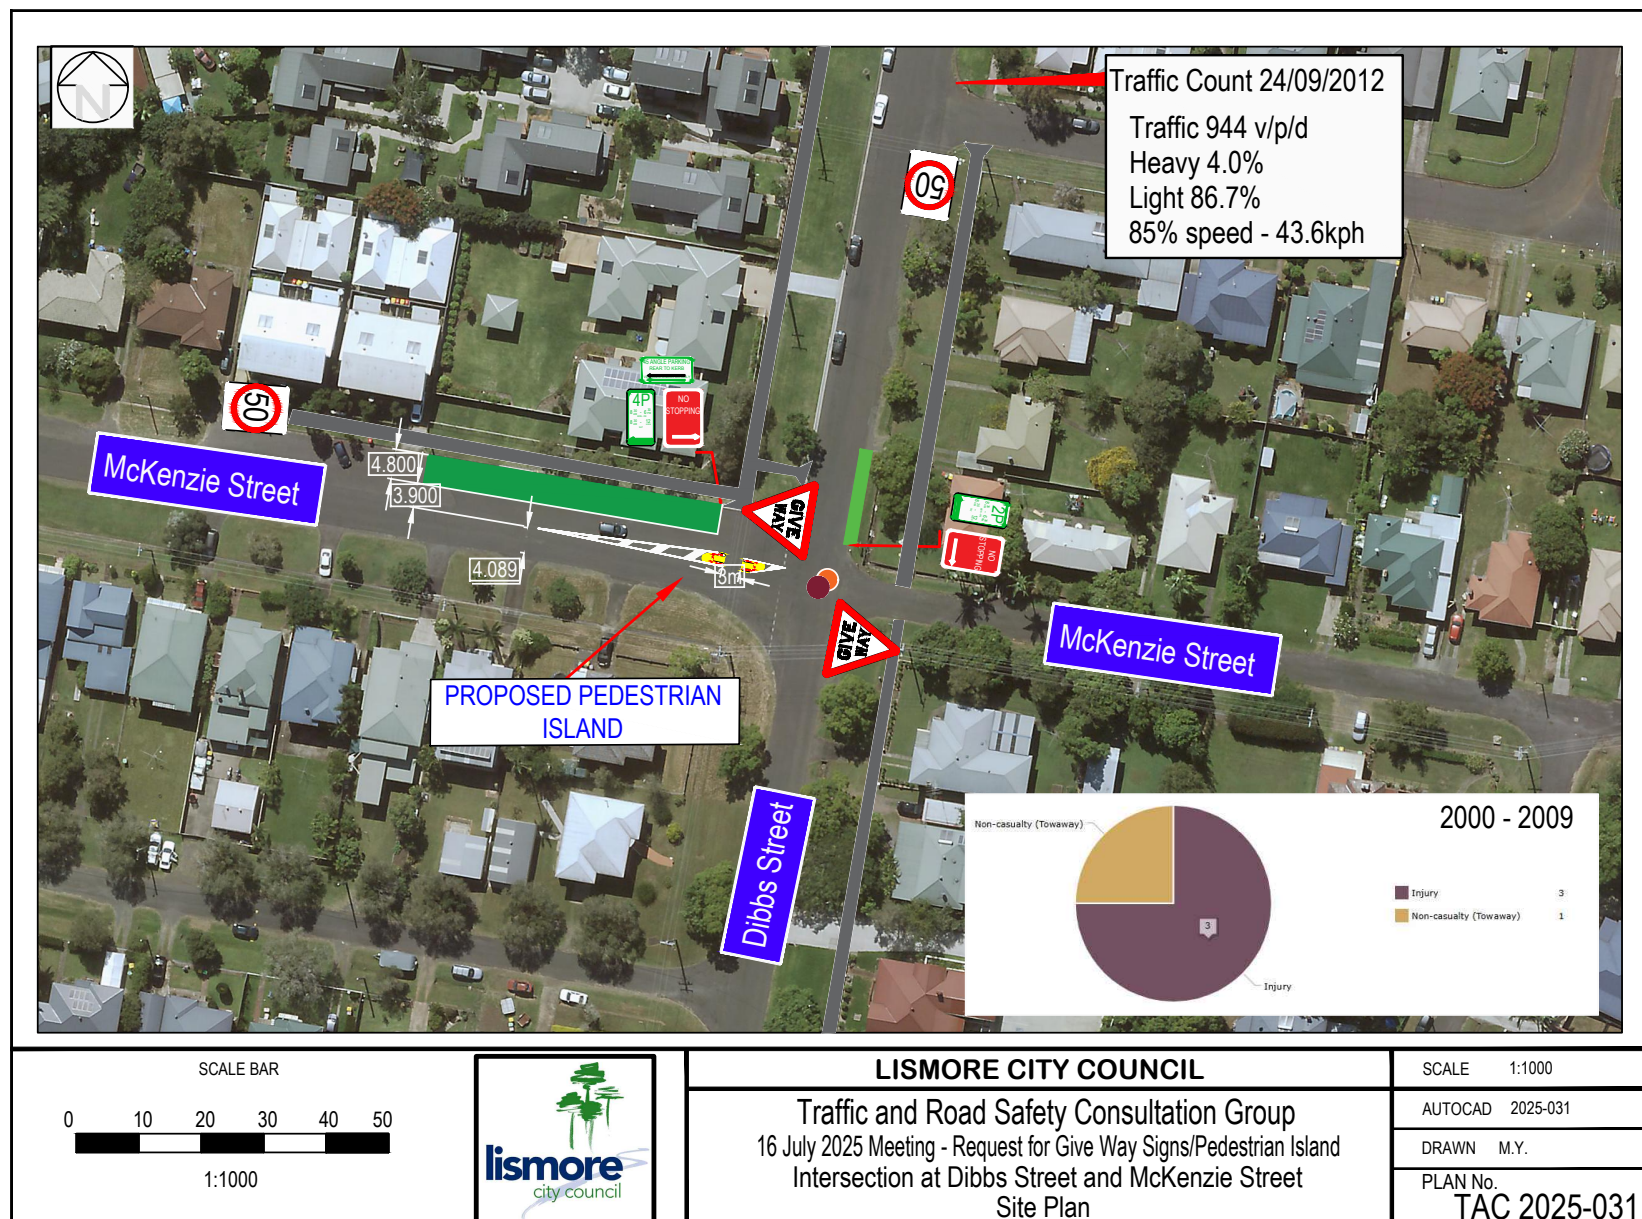 N
Traffic Count 24/09/2012
Traffic 944 v/p/d
Heavy 4.0%
Light 86.7%
85% speed - 43.6kph
50
50
ANGLE PARKING
REAR TO KERB
4P
NO
STOPPING
McKenzie Street
4.800
3.900
4.089
3m
GIVE
WAY
2P
NO
STOPPING
GIVE
WAY
McKenzie Street
PROPOSED PEDESTRIAN
ISLAND
Dibbs Street
2000 - 2009
Non-casualty (Towaway)
3
Injury
Injury 3
Non-casualty (Towaway) 1
SCALE BAR
0 10 20 30 40 50
1:1000
lismore
city council
LISMORE CITY COUNCIL
Traffic and Road Safety Consultation Group
16 July 2025 Meeting - Request for Give Way Signs/Pedestrian Island
Intersection at Dibbs Street and McKenzie Street
Site Plan
SCALE 1:1000
AUTOCAD 2025-031
DRAWN M.Y.
PLAN No.
TAC 2025-031